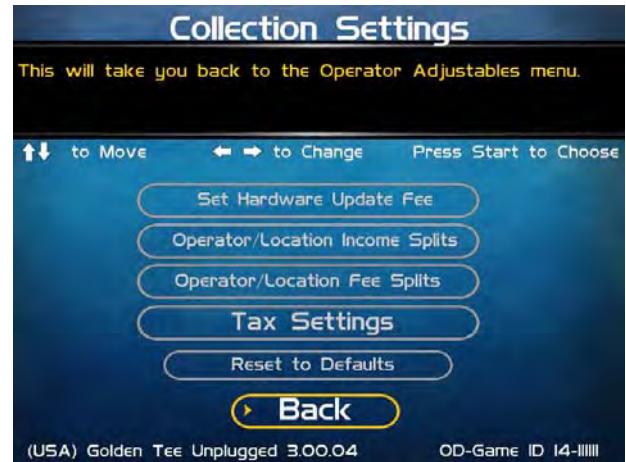 Collection Settings
This will take you back to the Operator Adjustables menu.
to Move to Change Press Start to Choose
Set Hardware Update Fee
Operator/Location Income Splits
Operator/Location Fee Splits
Tax Settings
Reset to Defaults
Back
(USA) Golden Tee Unplugged 3.00.04 OD-Game ID 14-111111